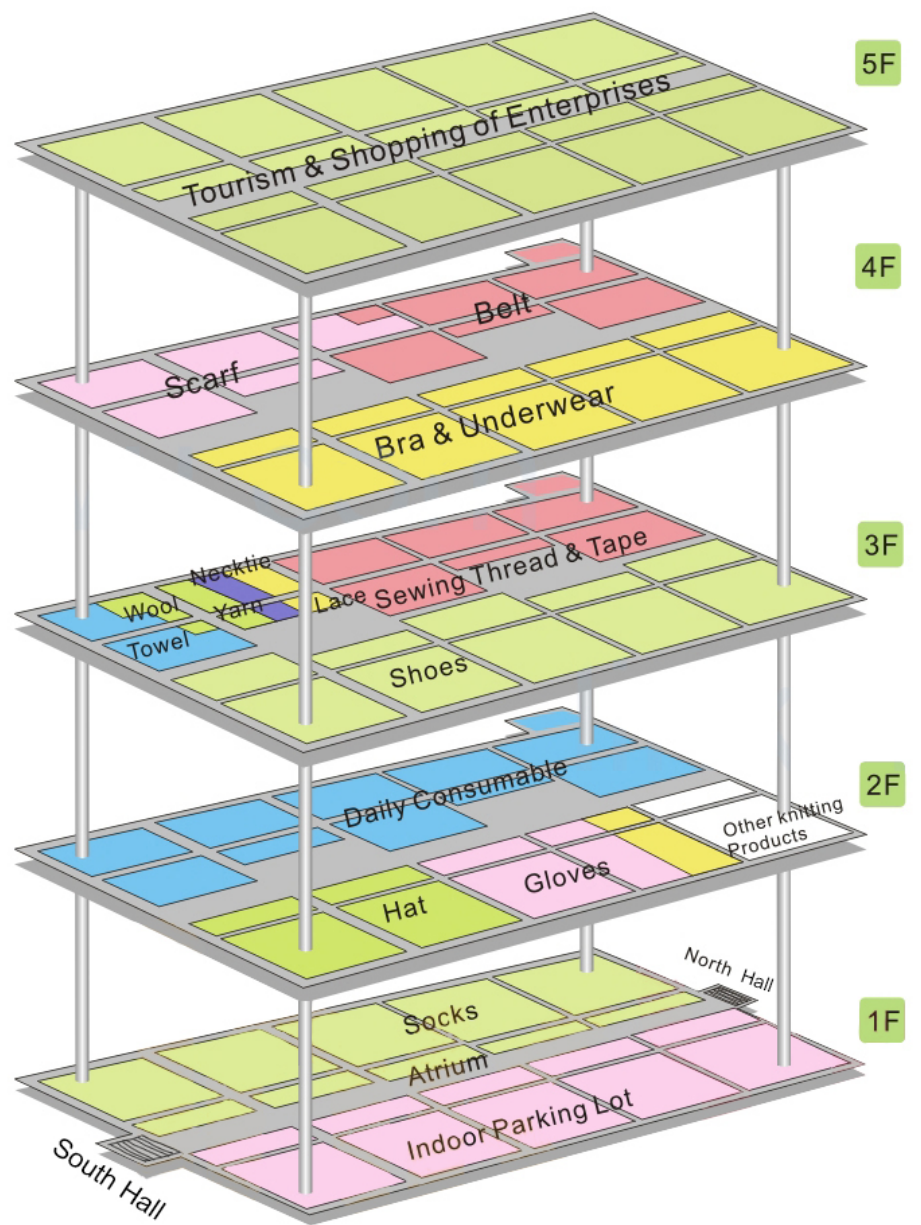 5F
Tourism & Shopping of Enterprises
4F
Belt
Scarf
Bra & Underwear
3F
Necktie
Sewing Thread & Tape
Wool
Yarn
Lace
Towel
Shoes
2F
Daily Consumable
Other knitting
Products
Gloves
Hat
North Hall
1F
Socks
Atrium
Indoor Parking Lot
South Hall